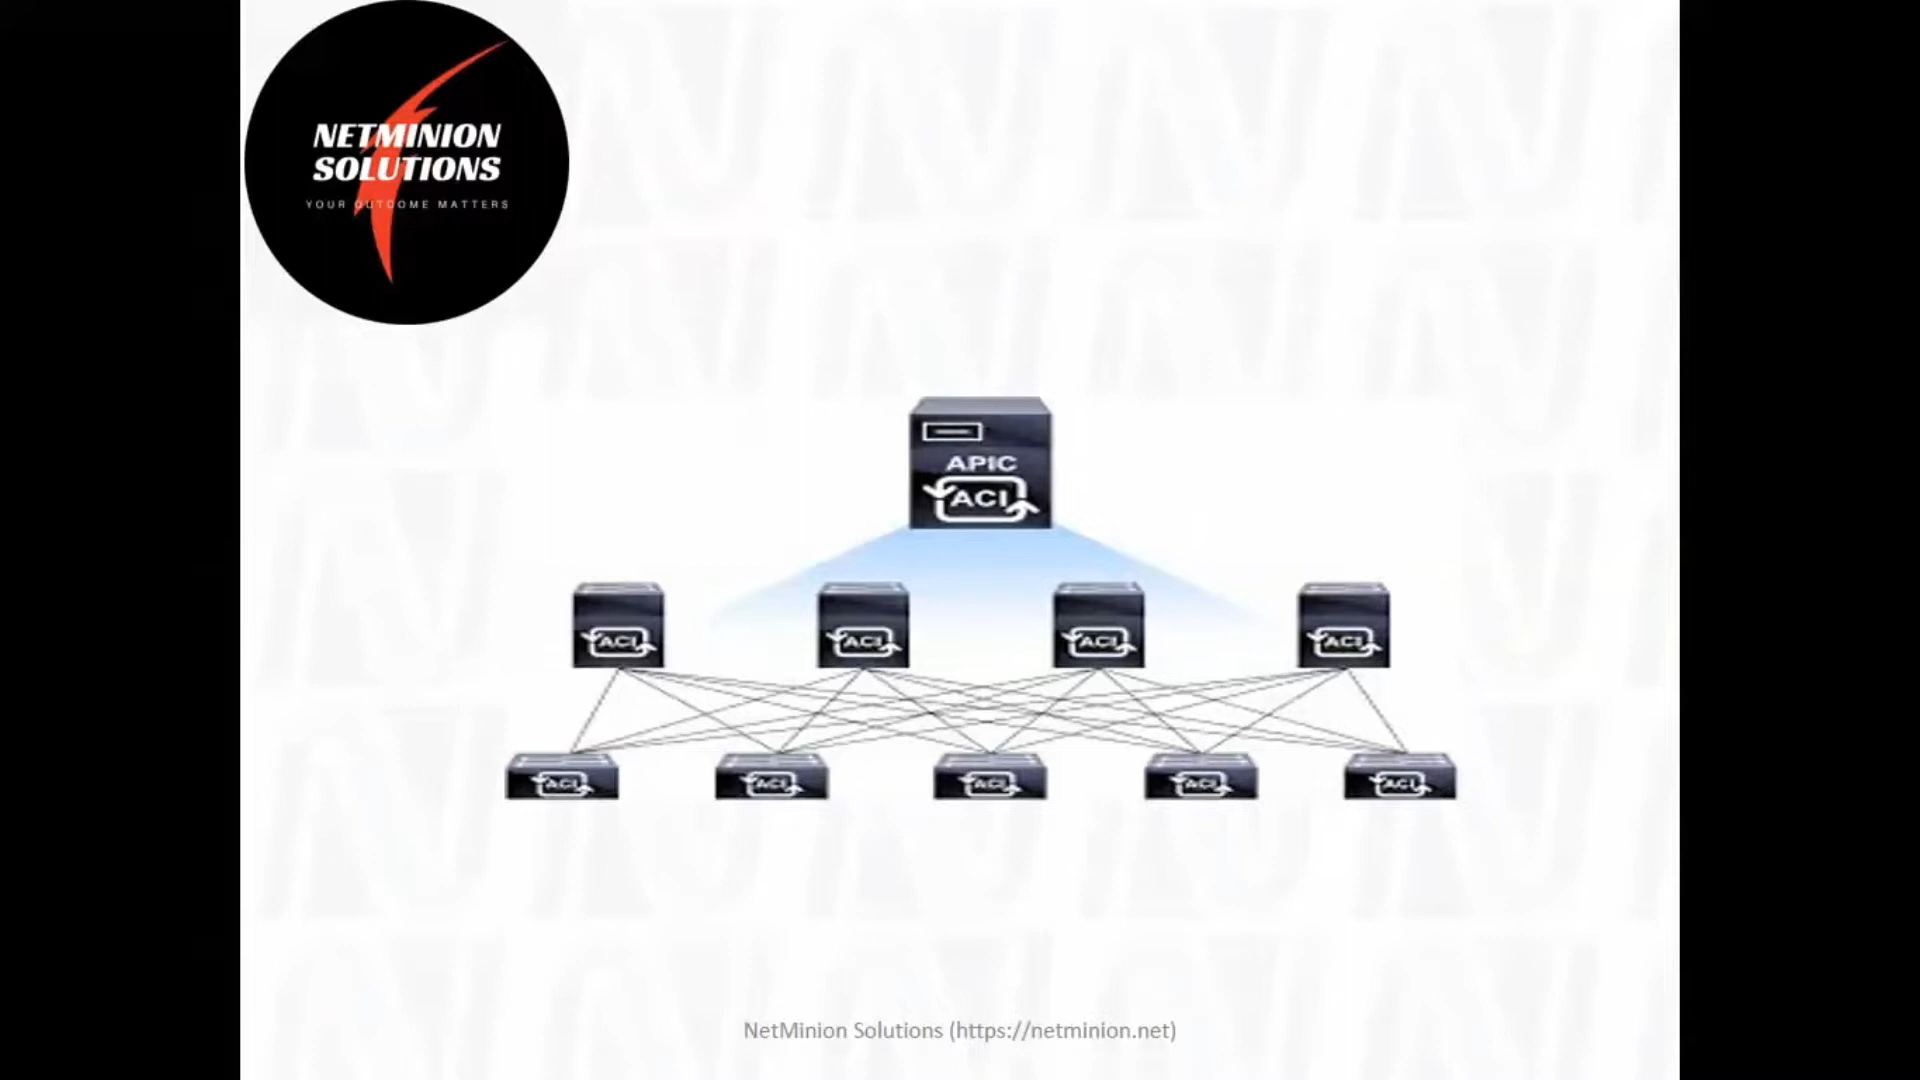 NETMINION
SOLUTIONS
YOUR OUTCOME MATTERS
APIC
ACI
ACI
ACI
ACI
ACI
ACI
ACI
ACI
ACI
ACI
NetMinion Solutions (https://netminion.net)